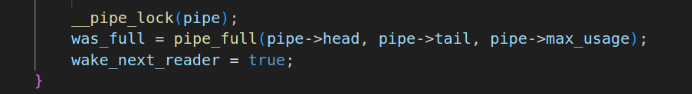 __pipe_lock(pipe);
was_full = pipe_full(pipe->head, pipe->tail, pipe->max_usage);
wake_next_reader = true;
}